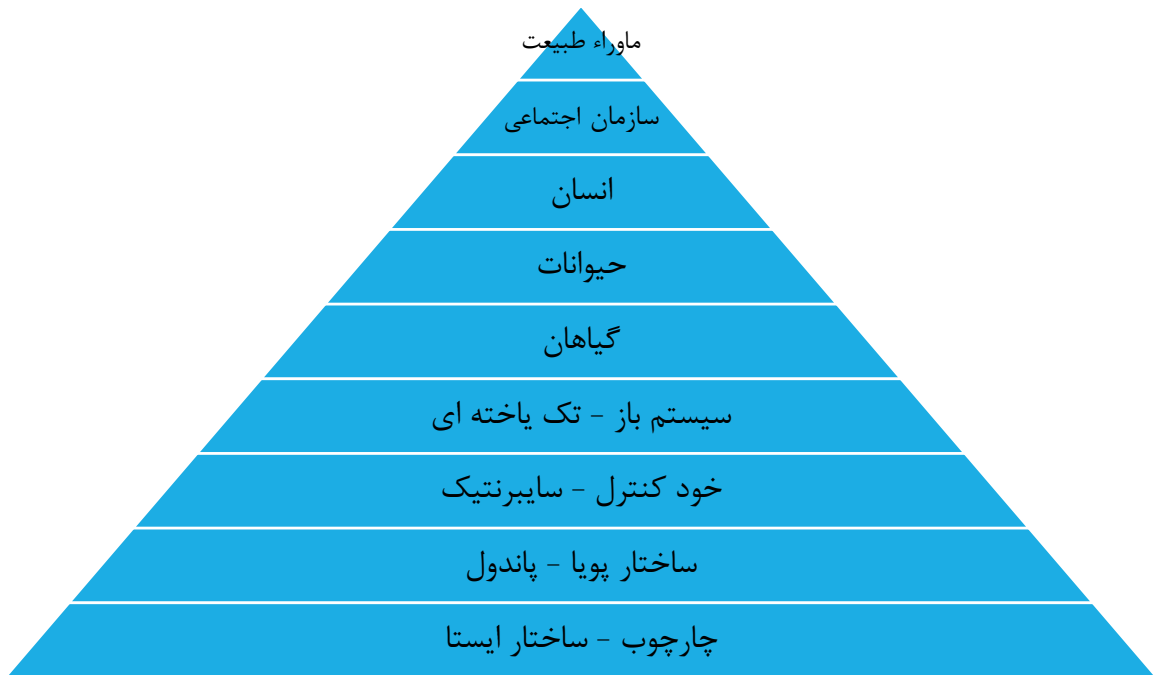 ماوراء طبیعت
سازمان اجتماعی
انسان
حیوانات
گیاهان
سیستم باز - تک یاخته ای
خود کنترل - سایبرنتیک
ساختار پویا - پاندول
چارچوب - ساختار ایستا